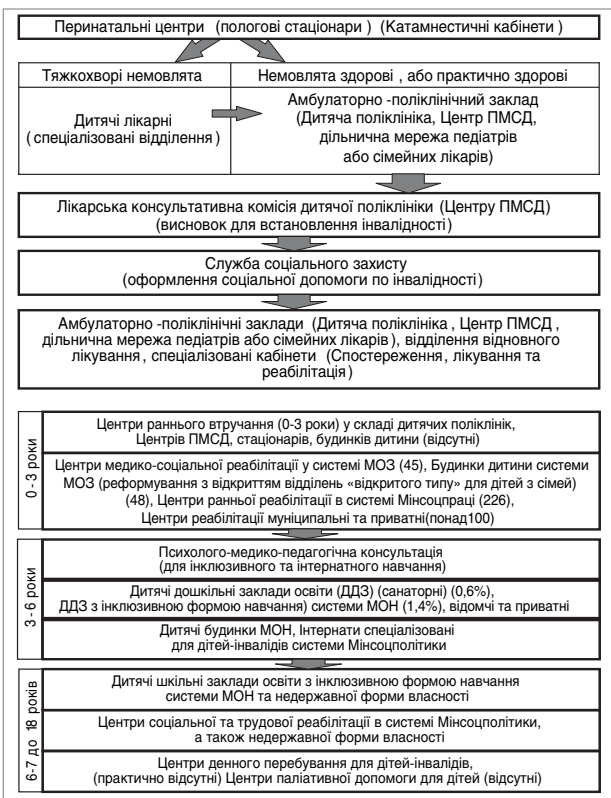 Перинатальні центри (пологові стаціонари) (Катамнестичні кабінети)
Тяжкохворі немовлята
Немовлята здорові, або практично здорові
Дитячі лікарні
(спеціалізовані відділення)
Амбулаторно-поліклінічний заклад
(Дитяча поліклініка, Центр ПМСД,
дільнична мережа педіатрів
або сімейних лікарів)
Лікарська консультативна комісія дитячої поліклініки (Центру ПМСД)
(висновок для встановлення інвалідності)
Служба соціального захисту
(оформлення соціальної допомоги по інвалідності)
Амбулаторно-поліклінічні заклади (Дитяча поліклініка, Центр ПМСД,
дільнична мережа педіатрів або сімейних лікарів), відділення відновного
лікування, спеціалізовані кабінети (Спостереження, лікування та
реабілітація)
0-3 роки
Центри раннього втручання (0-3 роки) у складі дитячих поліклінік,
Центрів ПМСД, стаціонарів, будинків дитини (відсутні)
Центри медико-соціальної реабілітації у системі МОЗ (45), Будинки дитини системи
МОЗ (реформування з відкриттям відділень «відкритого типу» для дітей з сімей)
(48), Центри ранньої реабілітації в системі Мінсоцпраці (226),
Центри реабілітації муніципальні та приватні(понад100)
3-6 роки
Психолого-медико-педагогічна консультація
(для інклюзивного та інтернатного навчання)
Дитячі дошкільні заклади освіти (ДДЗ) (санаторні) (0,6%),
ДДЗ з інклюзивною формою навчання) системи МОН (1,4%), відомчі та приватні
Дитячі будинки МОН, Інтернати спеціалізовані
для дітей-інвалідів системи Мінсоцполітики
6-7 до 18 років
Дитячі шкільні заклади освіти з інклюзивною формою навчання
системи МОН та недержавної форми власності
Центри соціальної та трудової реабілітації в системі Мінсоцполітики,
а також недержавної форми власності
Центри денного перебування для дітей-інвалідів,
(практично відсутні) Центри паліативної допомоги для дітей (відсутні)